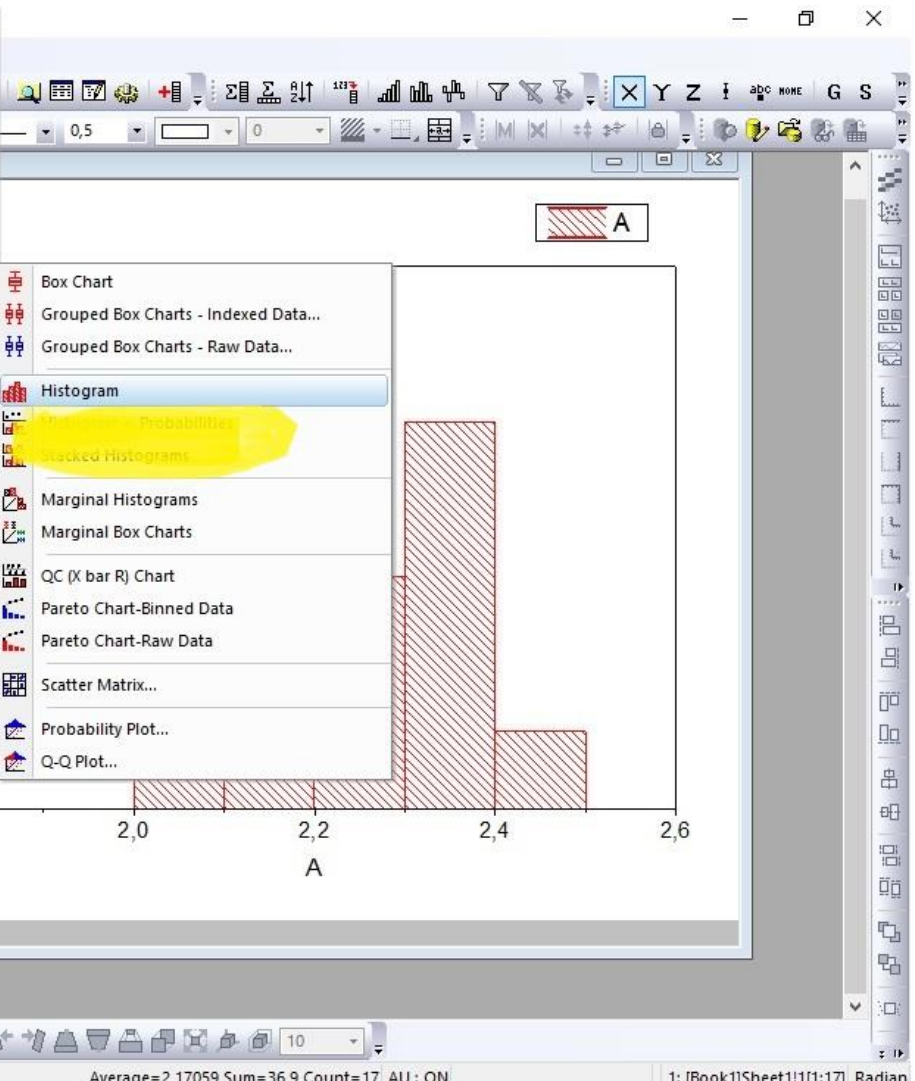 0,5
0
abc NONE G S
X Y Z
A
Box Chart
Grouped Box Charts - Indexed Data...
Grouped Box Charts - Raw Data...
Histogram
Histogram + Probabilities
Stacked Histograms
Marginal Histograms
Marginal Box Charts
QC (X bar R) Chart
Pareto Chart-Binned Data
Pareto Chart-Raw Data
Scatter Matrix...
Probability Plot...
Q-Q Plot...
2,0 2,2 2,4 2,6
A
10
Average=2,17059 Sum=36,9 Count=17 AU : ON 1: [Book1]Sheet1!1[1:17] Radian